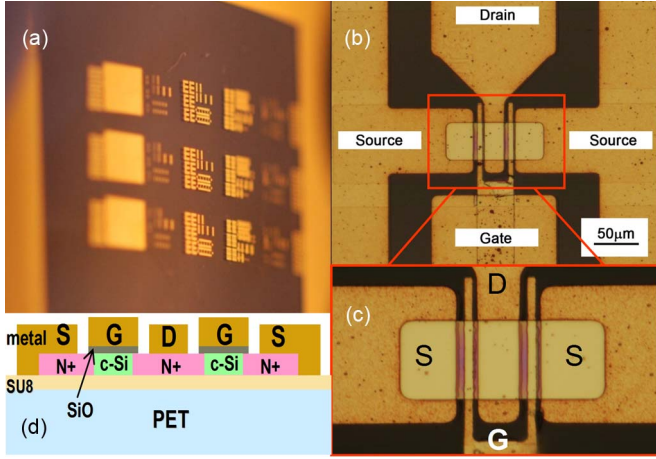 (a)
(b)
Drain
Source
Source
Gate
50μm
D
(c)
S
S
G
metal
S
G
D
G
S
N+
c-Si
N+
c-Si
N+
SU8
SiO
PET
(d)